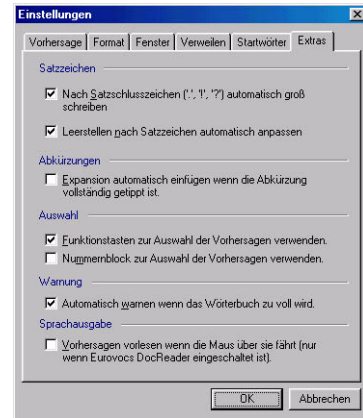 Einstellungen
Vorhersage Format Fenster Verweilen Startwörter Extras
Satzzeichen
Nach Satzschlusszeichen ('.', '!', '?') automatisch groß
schreiben
Leerstellen nach Satzzeichen automatisch anpassen
Abkürzungen
Expansion automatisch einfügen wenn die Abkürzung
vollständig getippt ist.
Auswahl
Funktionstasten zur Auswahl der Vorhersagen verwenden.
Nummernblock zur Auswahl der Vorhersagen verwenden.
Warnung
Automatisch warnen wenn das Wörterbuch zu voll wird.
Sprachausgabe
Vorhersagen vorlesen wenn die Maus über sie fährt (nur
wenn Eurovocs DocReader eingeschaltet ist).
OK Abbrechen